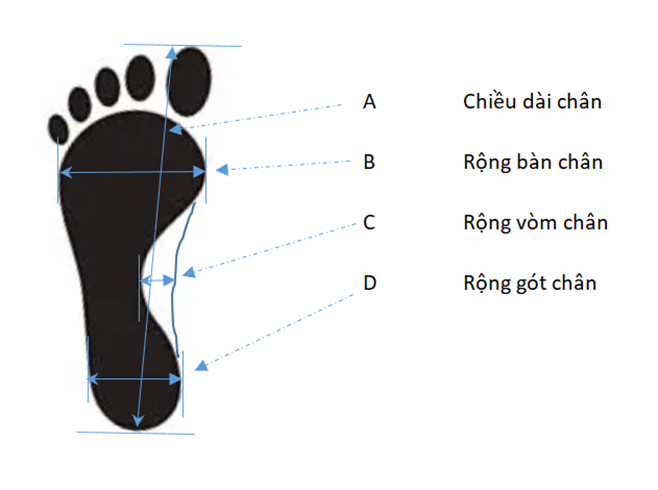 A Chiều dài chân
B Rộng bàn chân
C Rộng vòm chân
D Rộng gót chân